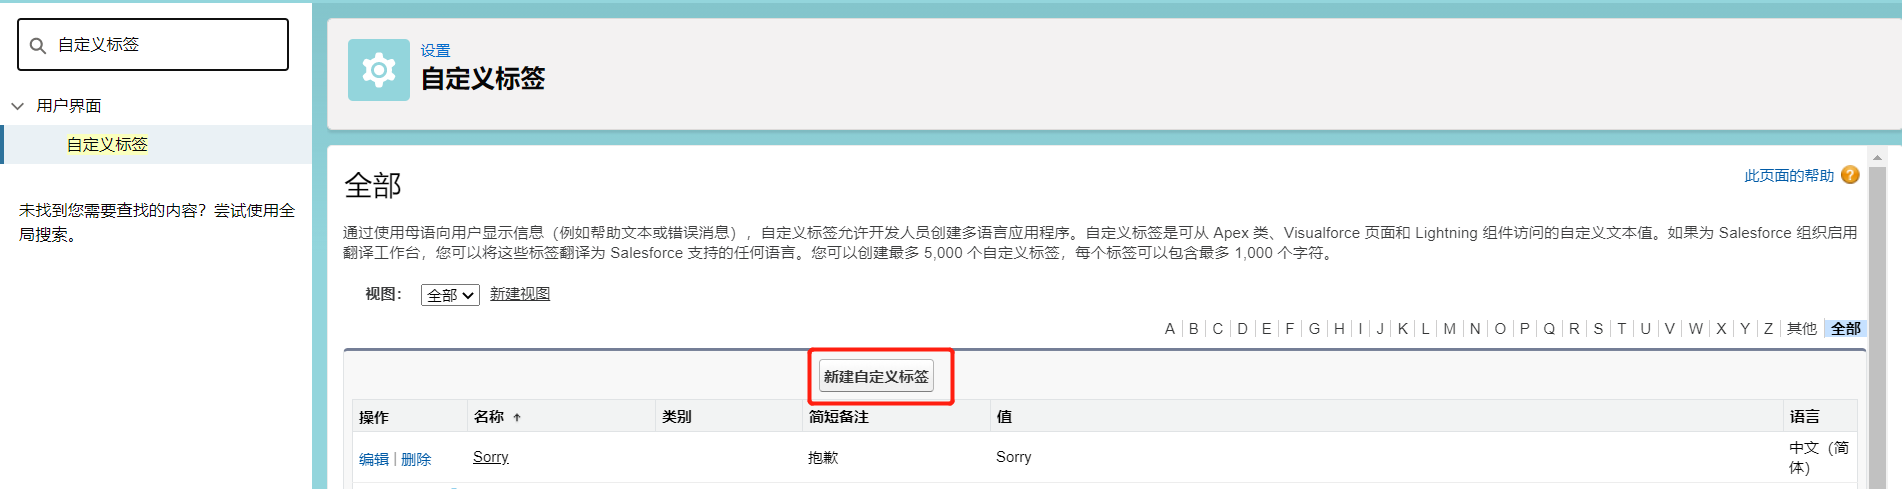 自定义标签
用户界面
自定义标签
未找到您需要查找的内容？尝试使用全
局搜索。
设置
自定义标签
全部
此页面的帮助 ?
通过使用母语向用户显示信息（例如帮助文本或错误消息），自定义标签允许开发人员创建多语言应用程序。自定义标签是可从 Apex 类、Visualforce 页面和 Lightning 组件访问的自定义文本值。如果为 Salesforce 组织启用
翻译工作台，您可以将这些标签翻译为 Salesforce 支持的任何语言。您可以创建最多 5,000 个自定义标签，每个标签可以包含最多 1,000 个字符。
视图： 全部 新建视图
A B C D E F G H I J K L M N O P Q R S T U V W X Y Z 其他 全部
新建自定义标签
操作 名称 ↑ 类别 简短备注 值 语言
编辑 | 删除 Sorry 抱歉 Sorry 中文（简
体）